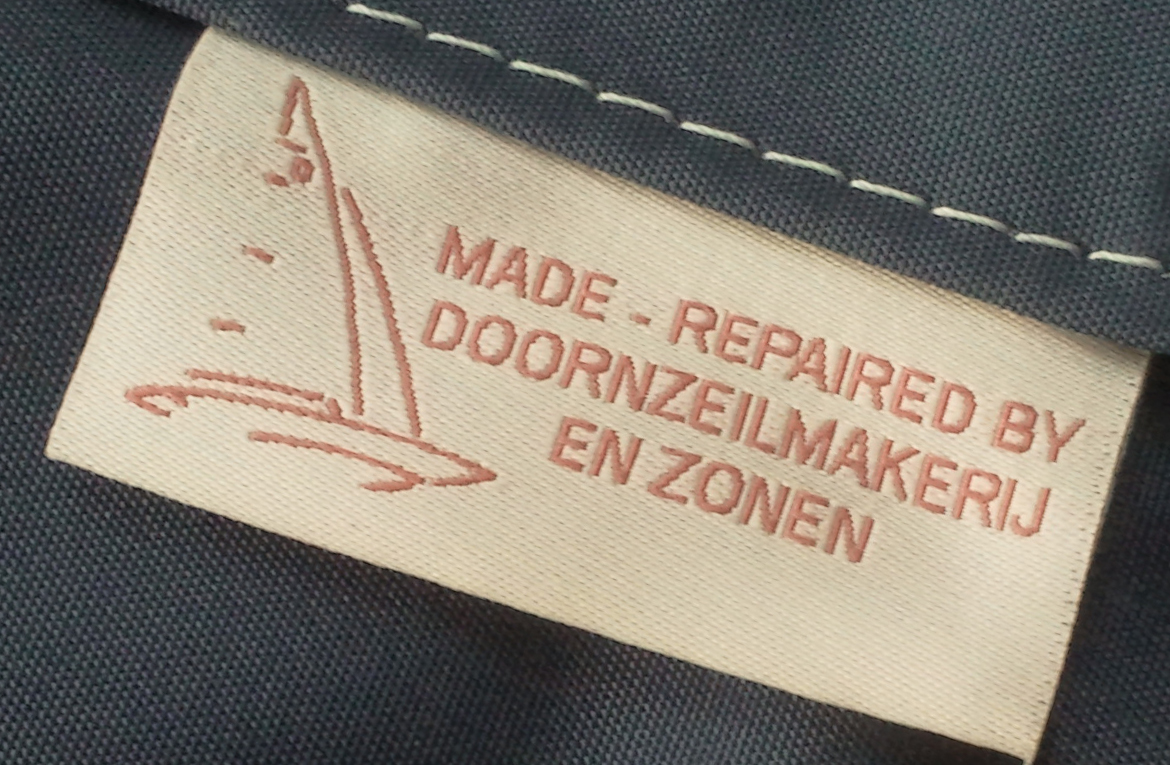 MADE - REPAIRED BY
DOORNZEILMAKERIJ
EN ZONEN